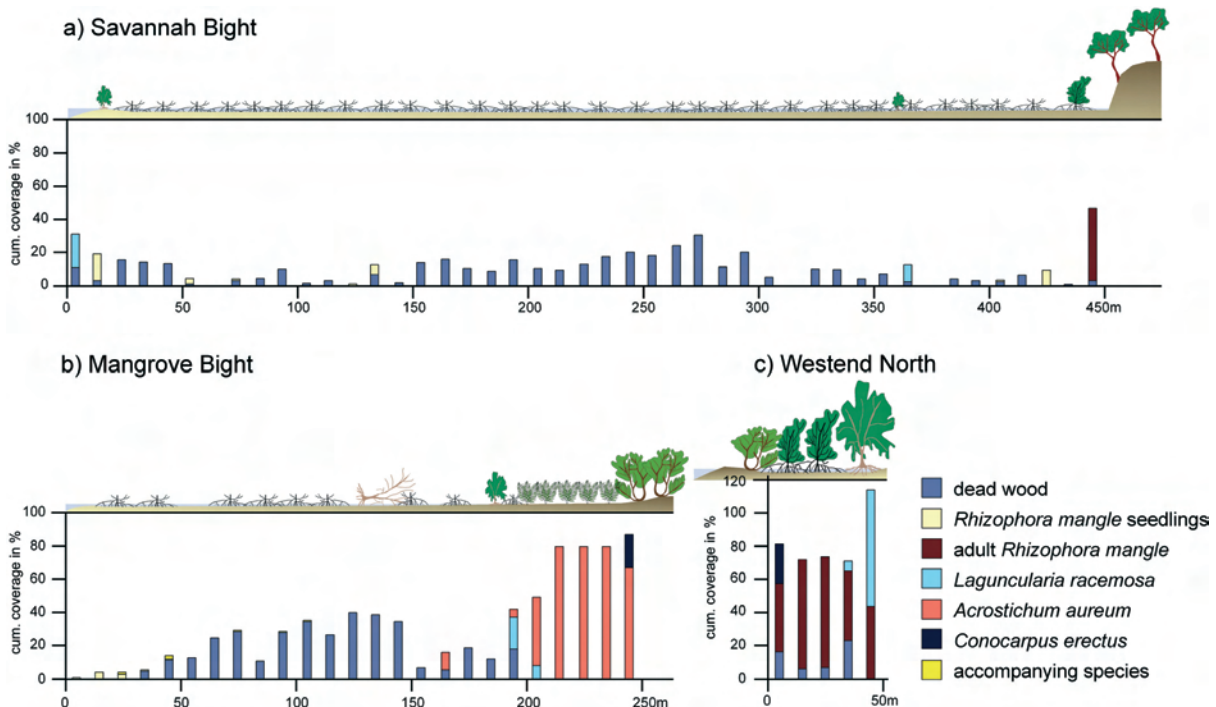 a) Savannah Bight
cum. coverage in %
100
80
60
40
20
0
0 50 100 150 200 250 300 350 400 450m
b) Mangrove Bight
cum. coverage in %
100
80
60
40
20
0
0 50 100 150 200 250m
c) Westend North
cum. coverage in %
120
100
80
60
40
20
0
0 50m
dead wood
Rhizophora mangle seedlings
adult Rhizophora mangle
Laguncularia racemosa
Acrostichum aureum
Conocarpus erectus
accompanying species